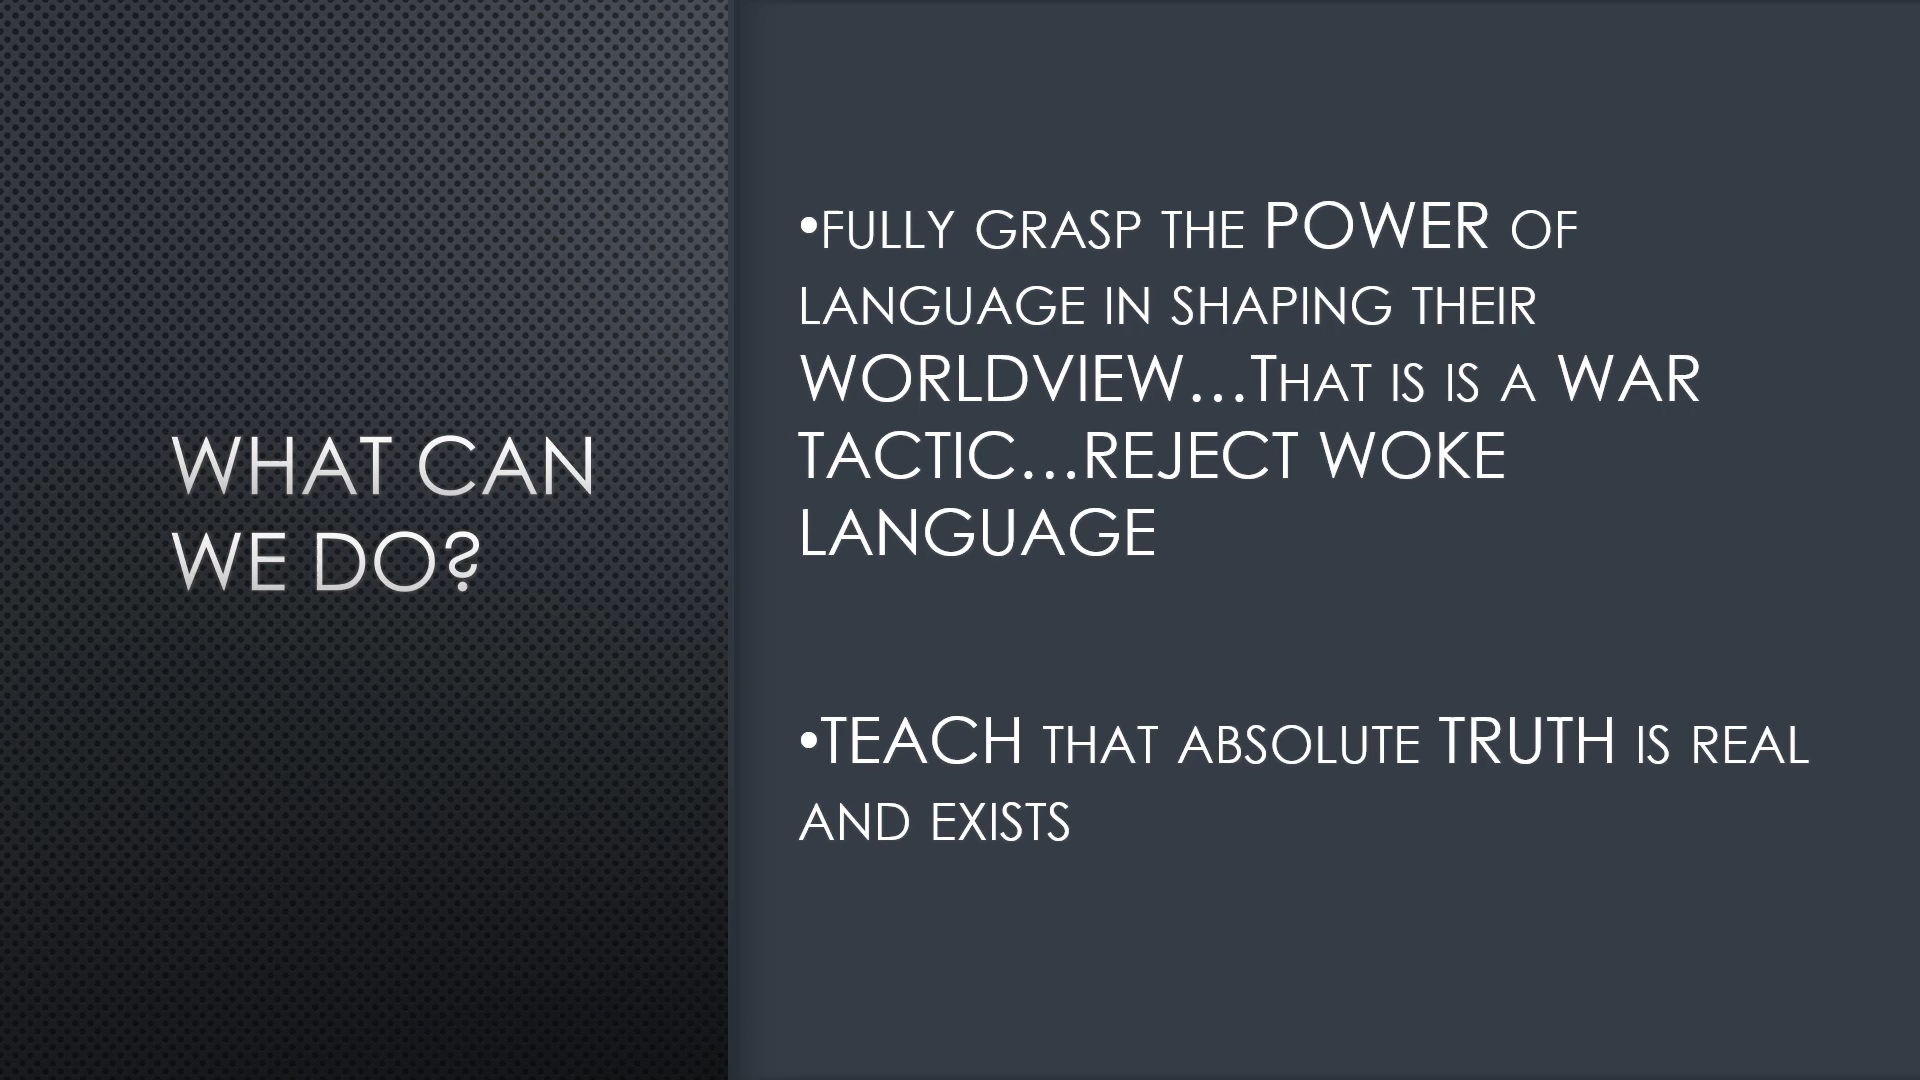 WHAT CAN
WE DO?
•FULLY GRASP THE POWER OF
LANGUAGE IN SHAPING THEIR
WORLDVIEW…THAT IS IS A WAR
TACTIC…REJECT WOKE
LANGUAGE
•TEACH THAT ABSOLUTE TRUTH IS REAL
AND EXISTS